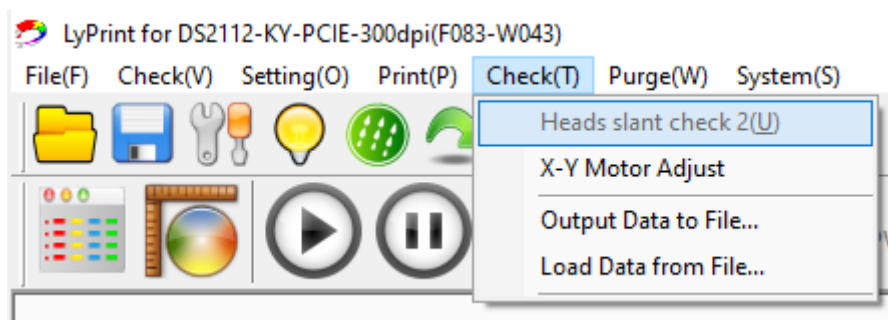 LyPrint for DS2112-KY-PCIE-300dpi(F083-W043)
File(F) Check(V) Setting(O) Print(P) Check(T) Purge(W) System(S)
Heads slant check 2(U)
X-Y Motor Adjust
Output Data to File...
Load Data from File...